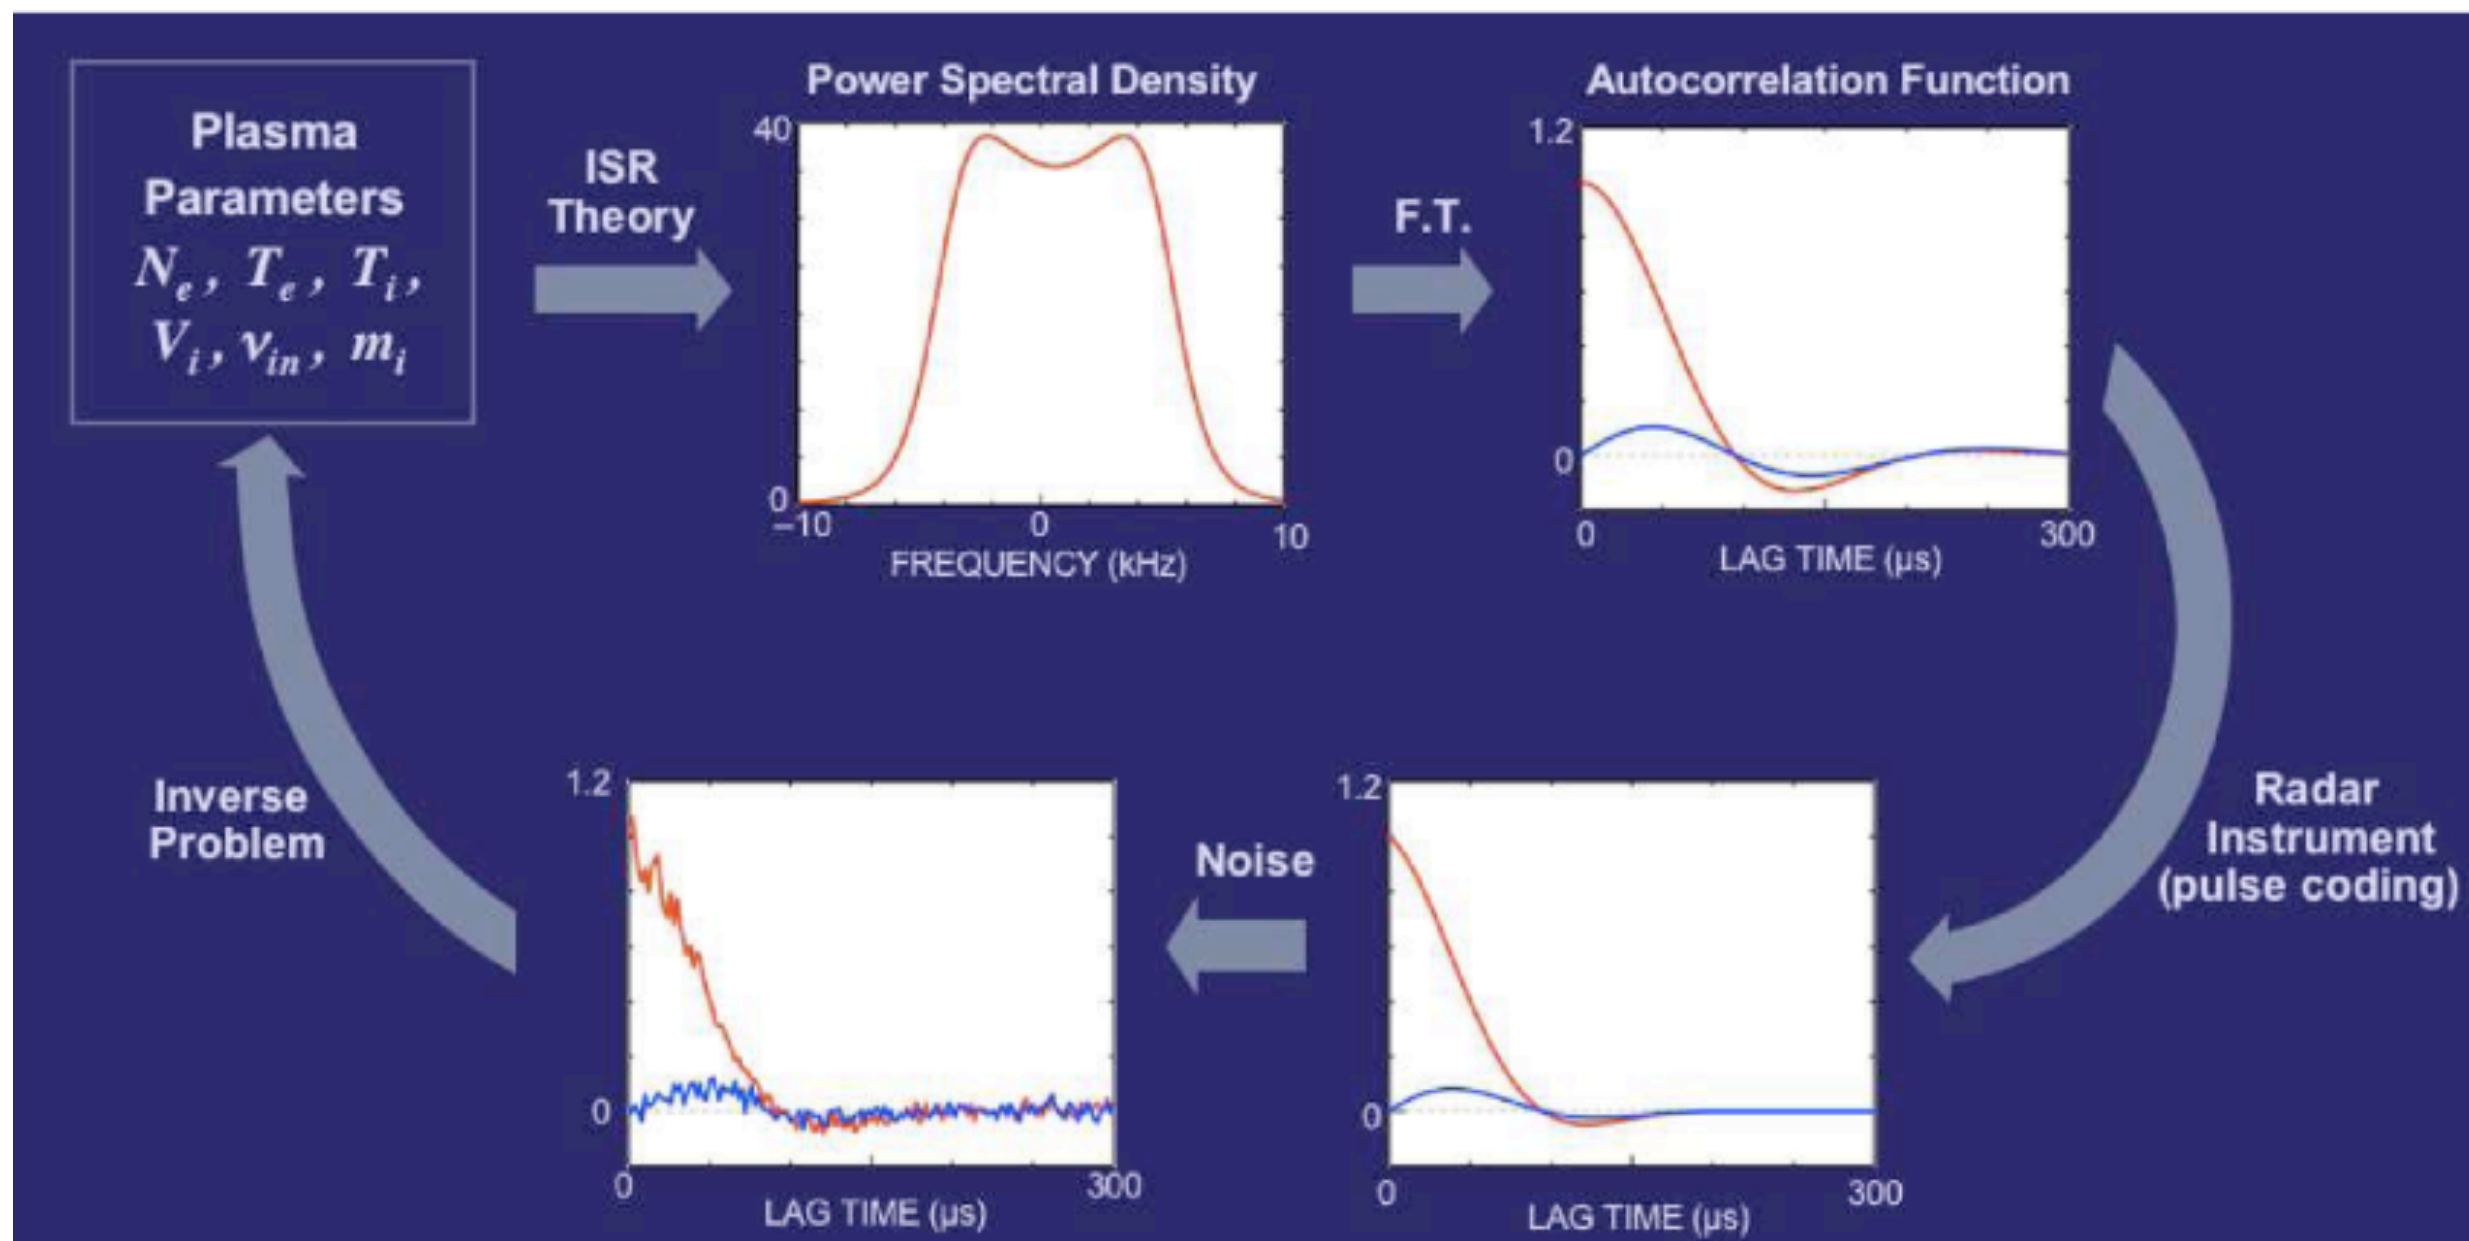 Plasma
Parameters
Nₑ, Tₑ, Tᵢ,
Vᵢ, νᵢₙ, mᵢ
ISR
Theory
Power Spectral Density
40
0
–10
0
10
FREQUENCY (kHz)
F.T.
Autocorrelation Function
1.2
0
0
300
LAG TIME (µs)
Radar
Instrument
(pulse coding)
1.2
0
0
300
LAG TIME (µs)
Noise
1.2
0
0
300
LAG TIME (µs)
Inverse
Problem